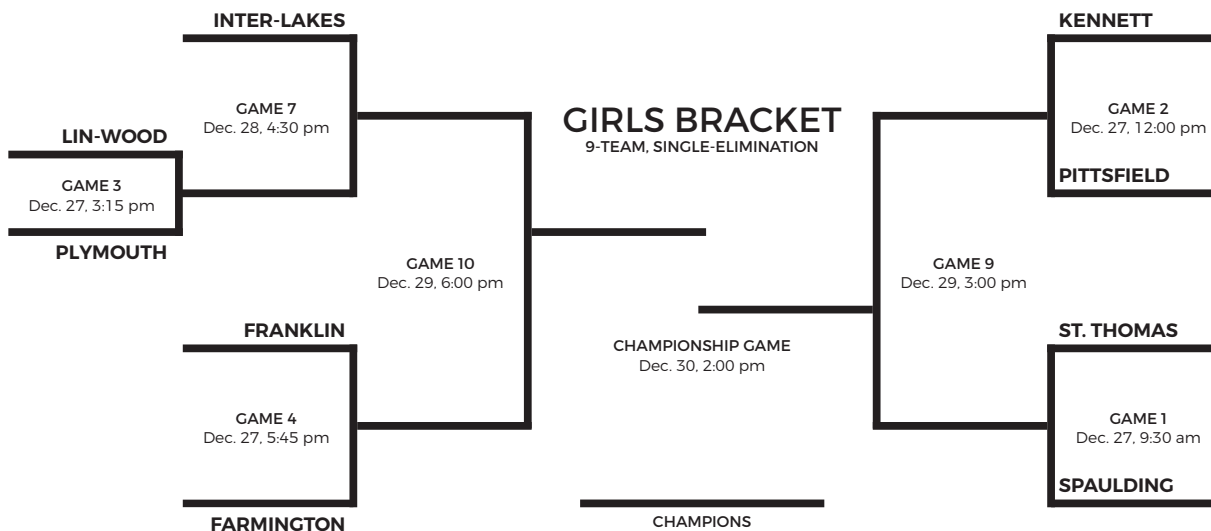 INTER-LAKES
GAME 7
Dec. 28, 4:30 pm
LIN-WOOD
GAME 3
Dec. 27, 3:15 pm
PLYMOUTH
GAME 10
Dec. 29, 6:00 pm
FRANKLIN
GAME 4
Dec. 27, 5:45 pm
FARMINGTON
GIRLS BRACKET
9-TEAM, SINGLE-ELIMINATION
CHAMPIONSHIP GAME
Dec. 30, 2:00 pm
CHAMPIONS
KENNETT
GAME 2
Dec. 27, 12:00 pm
PITTSFIELD
GAME 9
Dec. 29, 3:00 pm
ST. THOMAS
GAME 1
Dec. 27, 9:30 am
SPAULDING